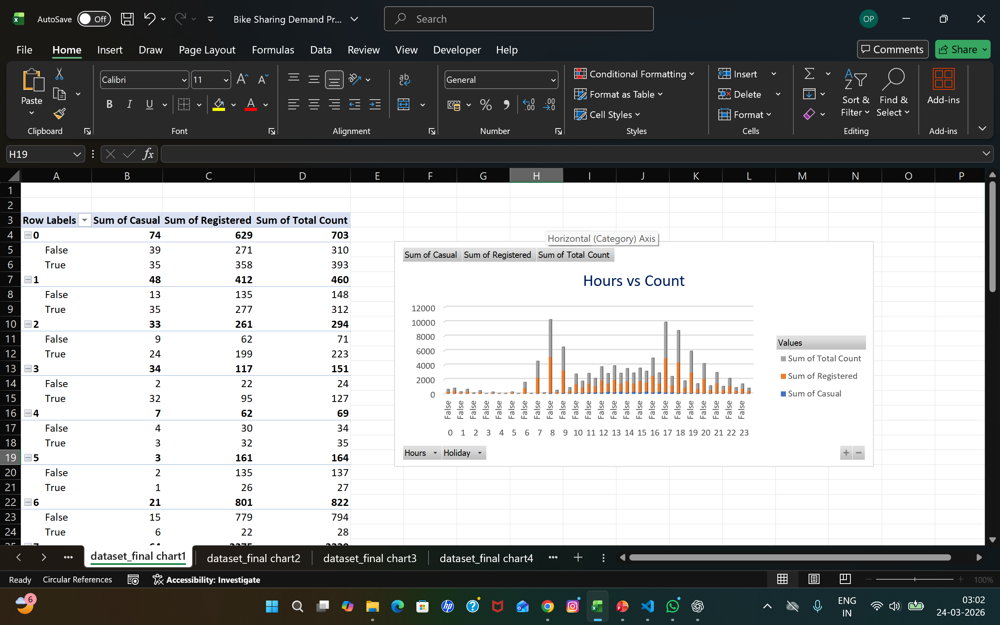 AutoSave Off Bike Sharing Demand Pr... Search OP
File Home Insert Draw Page Layout Formulas Data Review View Developer Help Comments Share
Paste Calibri 11 General Conditional Formatting Format as Table Cell Styles Insert Delete Format Sort & Filter Find & Select Add-ins
Clipboard Font Alignment Number Styles Cells Editing Add-ins
H19 fx
A B C D E F G H I J K L M N O P
1
2
3 Row Labels Sum of Casual Sum of Registered Sum of Total Count
4 0 74 629 703
5 False 39 271 310
6 True 35 358 393
7 1 48 412 460
8 False 13 135 148
9 True 35 277 312
10 2 33 261 294
11 False 9 62 71
12 True 24 199 223
13 3 34 117 151
14 False 2 22 24
15 True 32 95 127
16 4 7 62 69
17 False 4 30 34
18 True 3 32 35
19 5 3 161 164
20 False 2 135 137
21 True 1 26 27
22 6 21 801 822
23 False 15 779 794
24 True 6 22 28
Horizontal (Category) Axis
Sum of Casual Sum of Registered Sum of Total Count
Hours vs Count
12000
10000
8000
6000
4000
2000
0
False False False False False False False False False False False False False False False False False False False False False False False False
0 1 2 3 4 5 6 7 8 9 10 11 12 13 14 15 16 17 18 19 20 21 22 23
Values
Sum of Total Count
Sum of Registered
Sum of Casual
Hours Holiday
dataset_final chart1 dataset_final chart2 dataset_final chart3 dataset_final chart4
Ready Circular References Accessibility: Investigate 100%
6 ENG 03:02
IN 24-03-2026